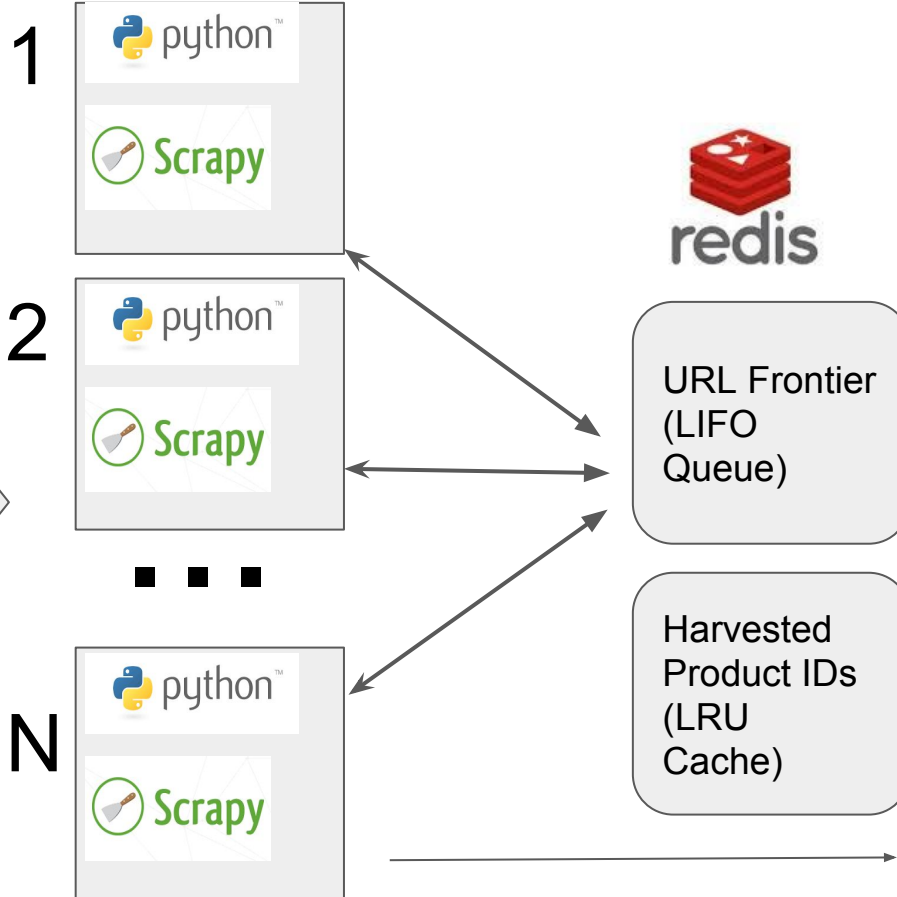 1
python™
Scrapy
2
python™
Scrapy
N
python™
Scrapy
redis
URL Frontier
(LIFO
Queue)
Harvested
Product IDs
(LRU
Cache)